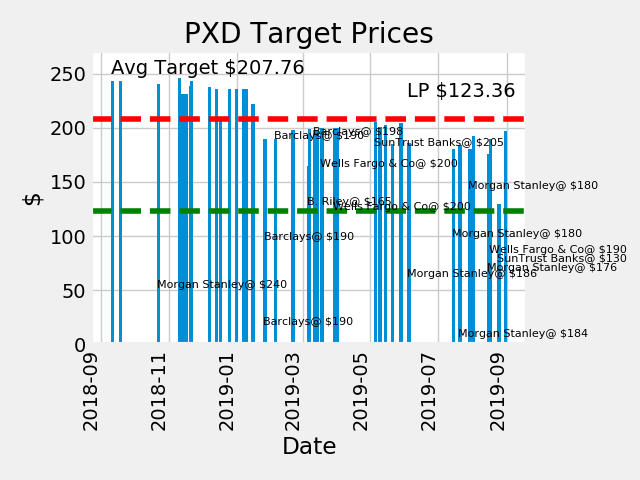 PXD Target Prices
Avg Target $207.76
LP $123.36
Barclays@ $198
Barclays@ $190
SunTrust Banks@ $205
Wells Fargo & Co@ $200
Morgan Stanley@ $180
B. Riley@ $165
Wells Fargo & Co@ $200
Morgan Stanley@ $180
Barclays@ $190
Wells Fargo & Co@ $190
SunTrust Banks@ $130
Morgan Stanley@ $176
Morgan Stanley@ $186
Morgan Stanley@ $240
Barclays@ $190
Morgan Stanley@ $184
250
200
150
100
50
0
$
2018-09
2018-11
2019-01
2019-03
2019-05
2019-07
2019-09
Date